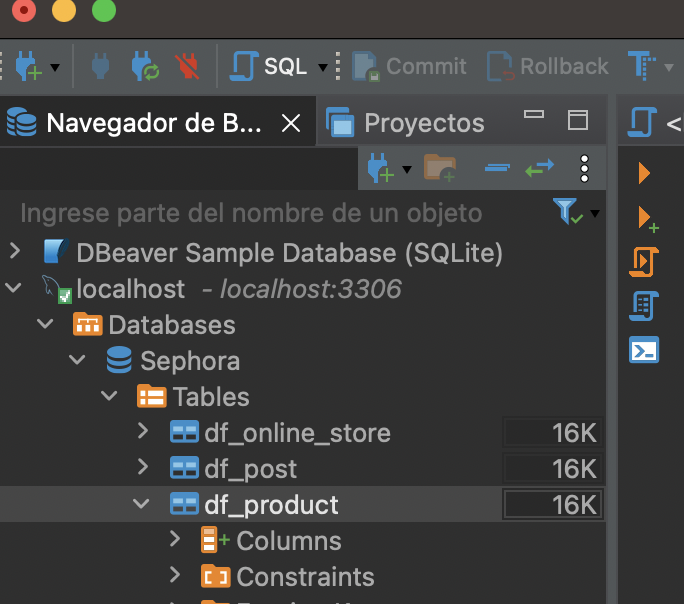 SQL Commit Rollback T
Navegador de B... Proyectos <
Ingrese parte del nombre de un objeto
DBeaver Sample Database (SQLite)
localhost - localhost:3306
Databases
Sephora
Tables
df_online_store 16K
df_post 16K
df_product 16K
Columns
Constraints